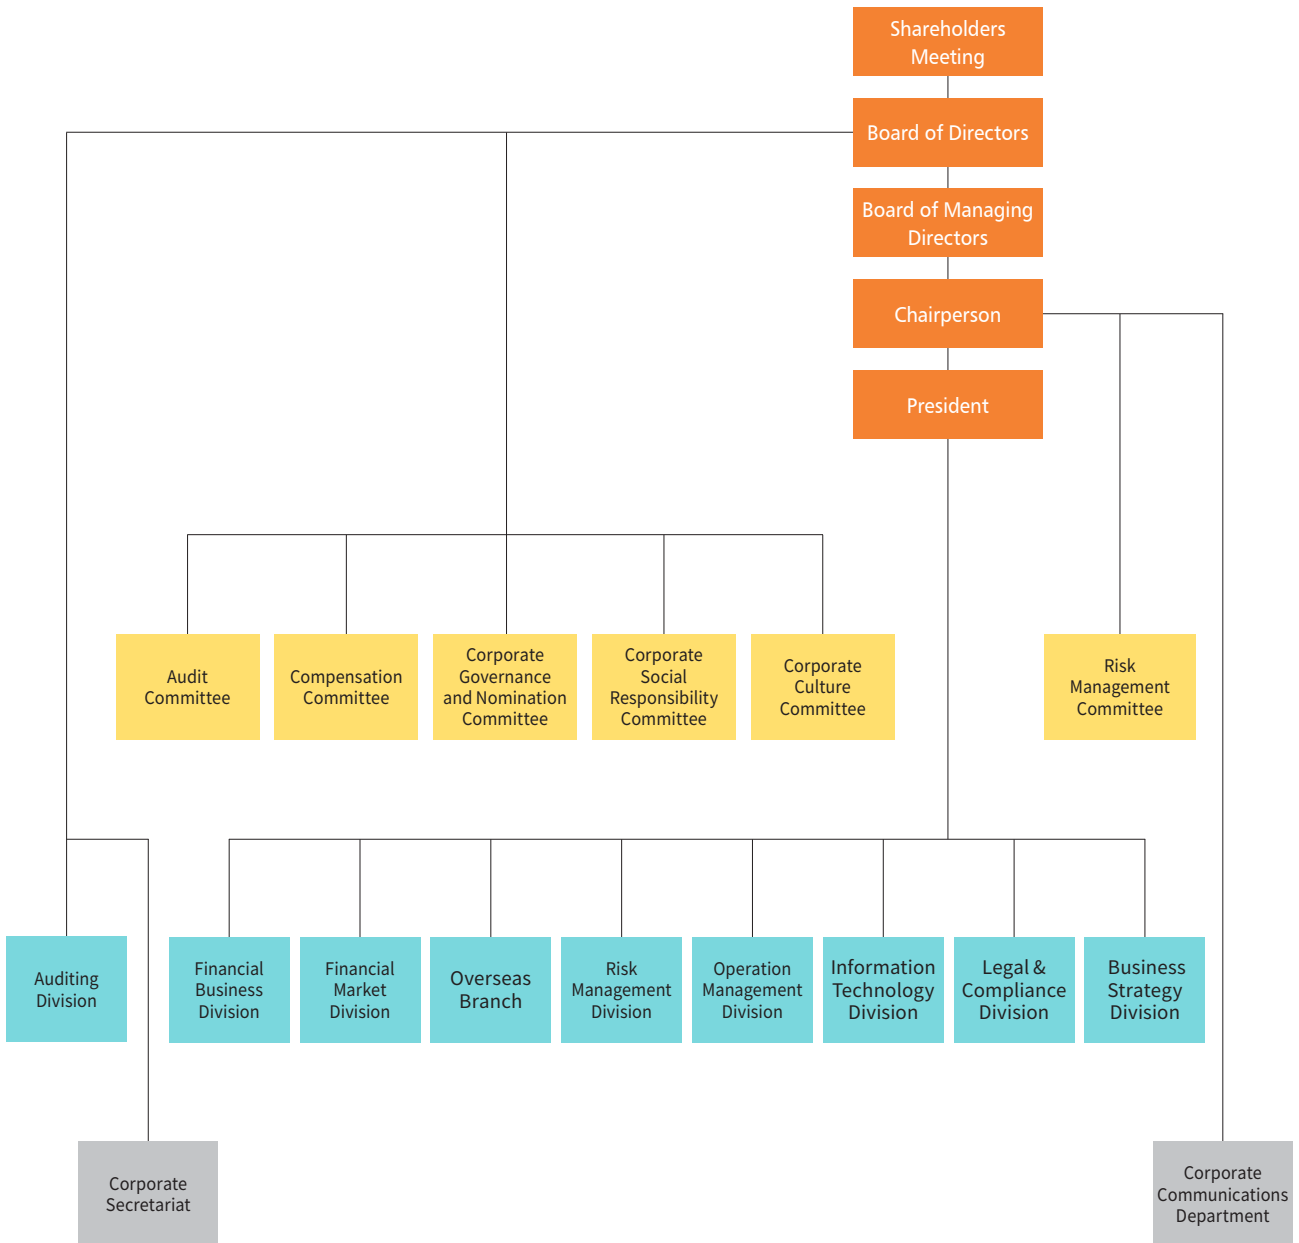 Shareholders
Meeting
Board of Directors
Board of Managing
Directors
Chairperson
President
Audit
Committee
Compensation
Committee
Corporate
Governance
and Nomination
Committee
Corporate
Social
Responsibility
Committee
Corporate
Culture
Committee
Risk
Management
Committee
Auditing
Division
Financial
Business
Division
Financial
Market
Division
Overseas
Branch
Risk
Management
Division
Operation
Management
Division
Information
Technology
Division
Legal &
Compliance
Division
Business
Strategy
Division
Corporate
Secretariat
Corporate
Communications
Department